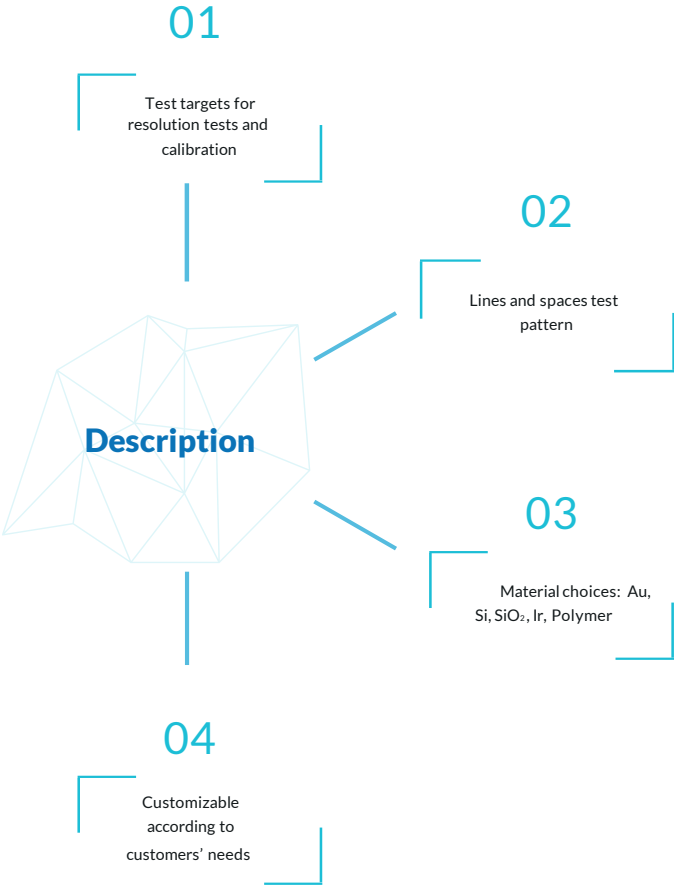 01
Test targets for
resolution tests and
calibration
02
Lines and spaces test
pattern
Description
03
Material choices: Au,
Si, SiO₂, Ir, Polymer
04
Customizable
according to
customers’ needs